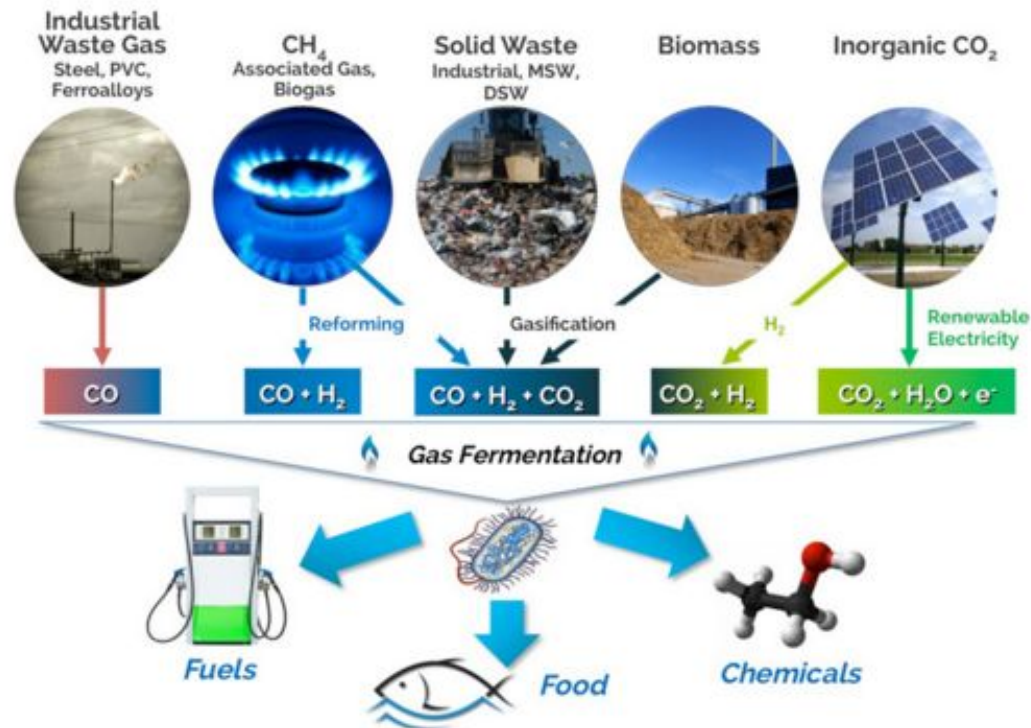 Industrial
Waste Gas
Steel, PVC,
Ferroalloys
CH₄
Associated Gas,
Biogas
Solid Waste
Industrial, MSW,
DSW
Biomass
Inorganic CO₂
Reforming
Gasification
H₂
Renewable
Electricity
CO
CO + H₂
CO + H₂ + CO₂
CO₂ + H₂
CO₂ + H₂O + e⁻
Gas Fermentation
Fuels
Food
Chemicals